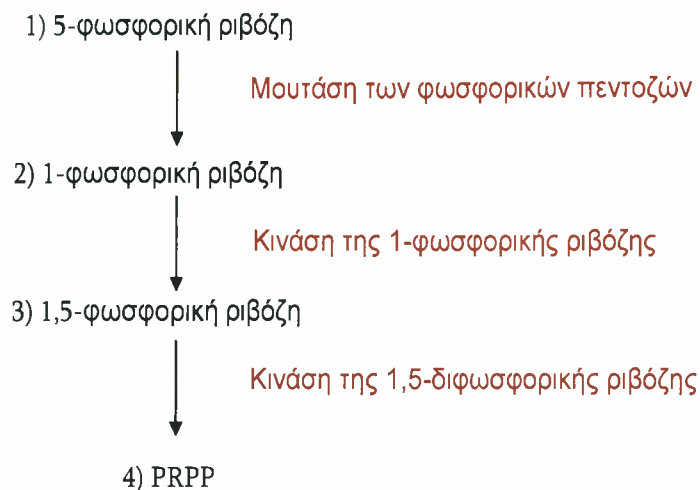 1) 5-φωσφορική ριβόζη
Μουτάση των φωσφορικών πεντοζών
2) 1-φωσφορική ριβόζη
Κινάση της 1-φωσφορικής ριβόζης
3) 1,5-φωσφορική ριβόζη
Κινάση της 1,5-διφωσφορικής ριβόζης
4) PRPP